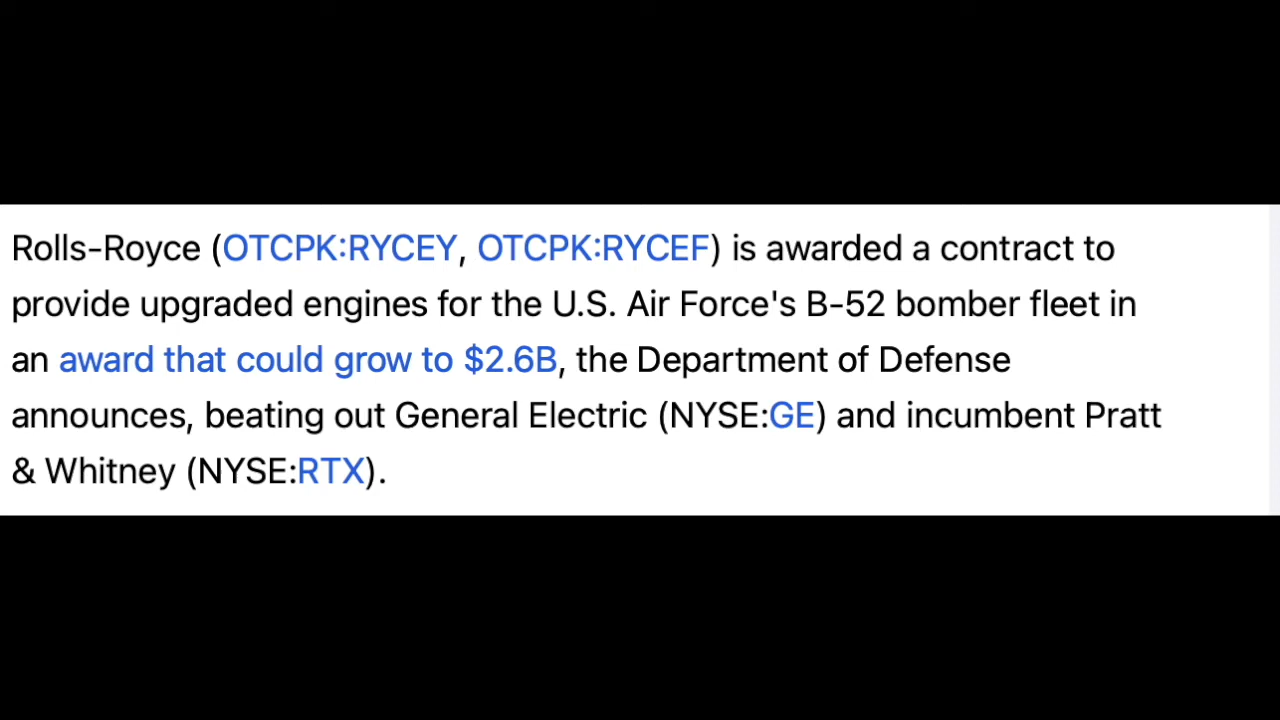 Rolls-Royce (OTCPK:RYCEY, OTCPK:RYCEF) is awarded a contract to
provide upgraded engines for the U.S. Air Force's B-52 bomber fleet in
an award that could grow to $2.6B, the Department of Defense
announces, beating out General Electric (NYSE:GE) and incumbent Pratt
& Whitney (NYSE:RTX).